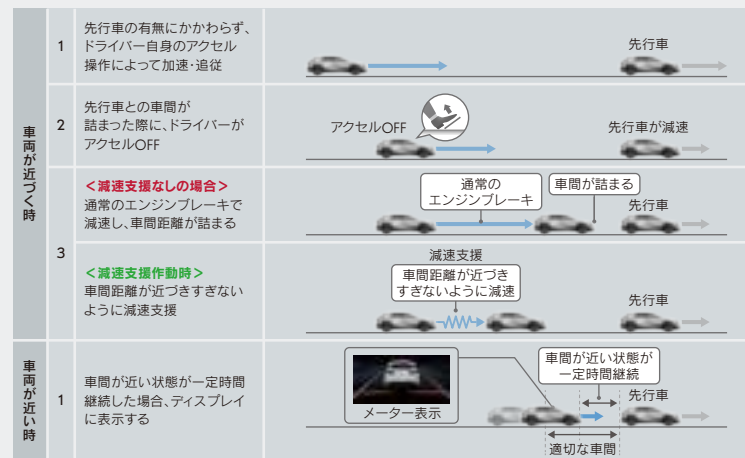 車両が近づく時
1
先行車の有無にかかわらず、
ドライバー自身のアクセル
操作によって加速・追従
先行車
2
先行車との車間が
詰まった際に、ドライバーが
アクセルOFF
アクセルOFF
先行車が減速
3
＜減速支援なしの場合＞
通常のエンジンブレーキで
減速し、車間距離が詰まる
通常の
エンジンブレーキ
車間が詰まる
先行車
＜減速支援作動時＞
車間距離が近づきすぎない
ように減速支援
減速支援
車間距離が近づき
すぎないように減速
先行車
車両が近い時
1
車間が近い状態が一定時間
継続した場合、ディスプレイ
に表示する
メーター表示
車間が近い状態が
一定時間継続
先行車
適切な車間